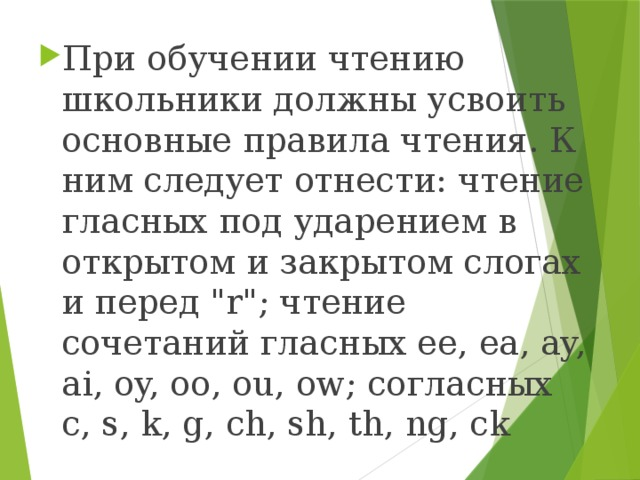 При обучении чтению
школьники должны усвоить
основные правила чтения. К
ним следует отнести: чтение
гласных под ударением в
открытом и закрытом слогах
и перед "r"; чтение
сочетаний гласных ee, ea, ay,
ai, oy, oo, ou, ow; согласных
c, s, k, g, ch, sh, th, ng, ck